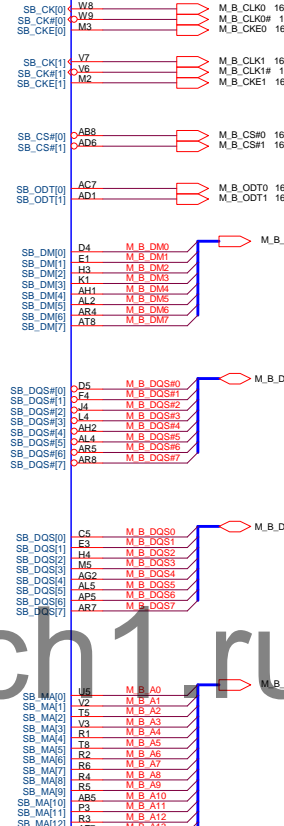 SB_CK[0] W8 M_B_CLK0 16
SB_CK#[0] W9 M_B_CLK0# 1
SB_CKE[0] M3 M_B_CKE0 16
SB_CK[1] V7 M_B_CLK1 16
SB_CK#[1] V6 M_B_CLK1# 1
SB_CKE[1] M2 M_B_CKE1 16
SB_CS#[0] AB8 M_B_CS#0 16
SB_CS#[1] AD6 M_B_CS#1 16
SB_ODT[0] AC7 M_B_ODT0 16
SB_ODT[1] AD1 M_B_ODT1 16
M_B_
SB_DM[0] D4 M_B_DM0
SB_DM[1] E1 M_B_DM1
SB_DM[2] H3 M_B_DM2
SB_DM[3] K1 M_B_DM3
SB_DM[4] AH1 M_B_DM4
SB_DM[5] AL2 M_B_DM5
SB_DM[6] AR4 M_B_DM6
SB_DM[7] AT8 M_B_DM7
M_B_D
SB_DQS#[0] D5 M_B_DQS#0
SB_DQS#[1] F4 M_B_DQS#1
SB_DQS#[2] J4 M_B_DQS#2
SB_DQS#[3] L4 M_B_DQS#3
SB_DQS#[4] AH2 M_B_DQS#4
SB_DQS#[5] AL4 M_B_DQS#5
SB_DQS#[6] AR5 M_B_DQS#6
SB_DQS#[7] AR8 M_B_DQS#7
M_B_D
SB_DQS[0] C5 M_B_DQS0
SB_DQS[1] E3 M_B_DQS1
SB_DQS[2] H4 M_B_DQS2
SB_DQS[3] M5 M_B_DQS3
SB_DQS[4] AG2 M_B_DQS4
SB_DQS[5] AL5 M_B_DQS5
SB_DQS[6] AP5 M_B_DQS6
SB_DQS[7] AR7 M_B_DQS7
ch1.ru
M_B_
SB_MA[0] U5 M_B_A0
SB_MA[1] V2 M_B_A1
SB_MA[2] T5 M_B_A2
SB_MA[3] V3 M_B_A3
SB_MA[4] R1 M_B_A4
SB_MA[5] T8 M_B_A5
SB_MA[6] R2 M_B_A6
SB_MA[7] R6 M_B_A7
SB_MA[8] R4 M_B_A8
SB_MA[9] R5 M_B_A9
SB_MA[10] AB5 M_B_A10
SB_MA[11] P3 M_B_A11
SB_MA[12] R3 M_B_A12
M_B_A13